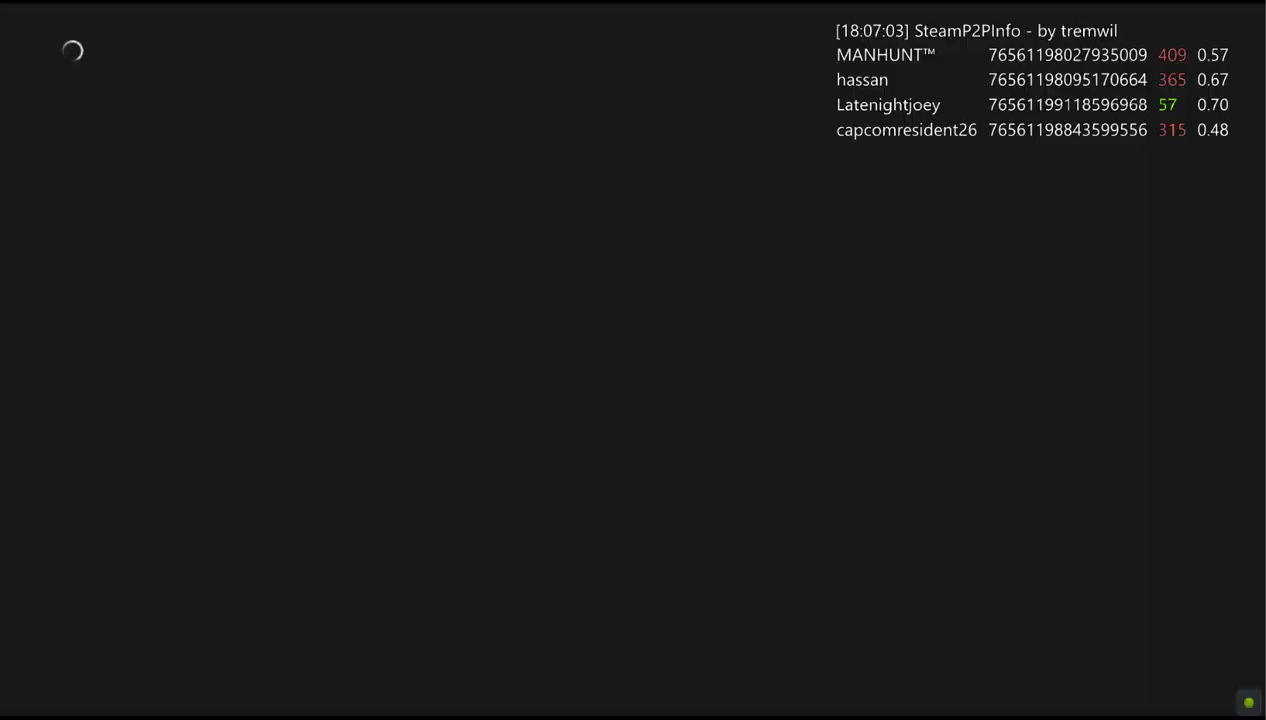 [18:07:03] SteamP2PInfo - by tremwil
MANHUNT™ 76561198027935009 409 0.57
hassan 76561198095170664 365 0.67
Latenightjoey 76561199118596968 57 0.70
capcomresident26 76561198843599556 315 0.48